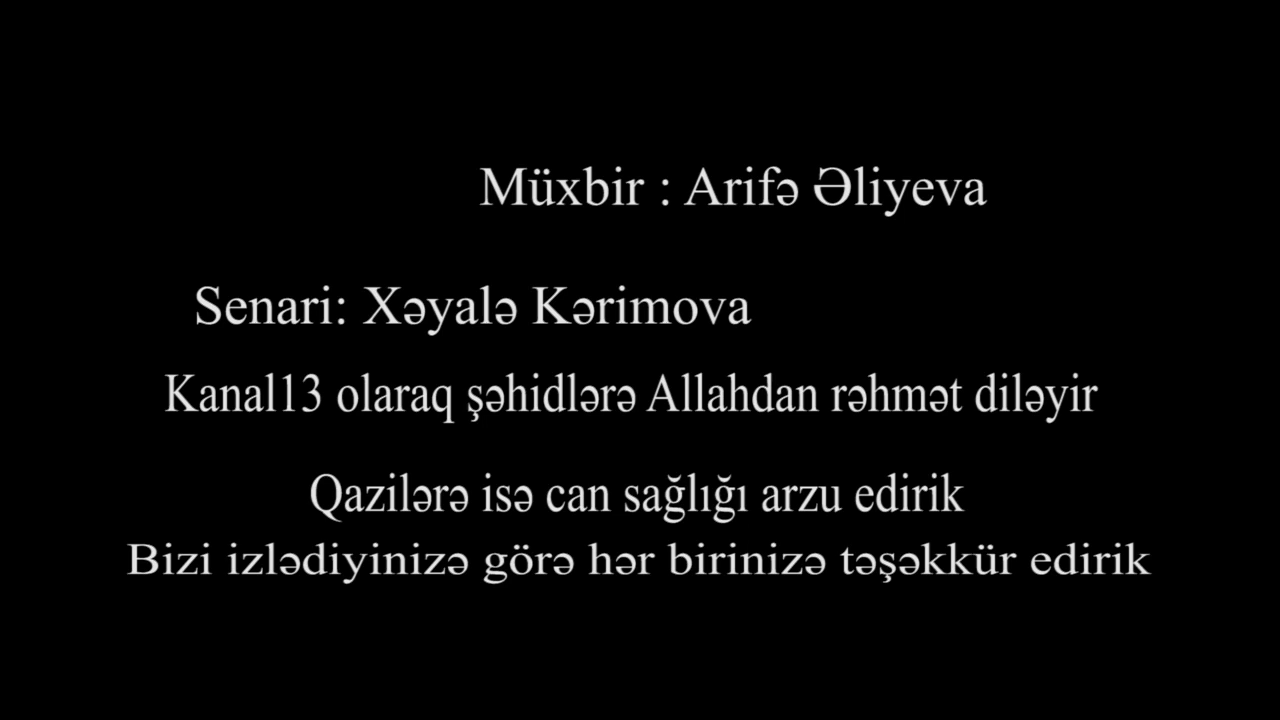 Müxbir : Arifə Əliyeva
Senari: Xəyalə Kərimova
Kanal13 olaraq şəhidlərə Allahdan rəhmət diləyir
Qazilərə isə can sağlığı arzu edirik
Bizi izlədiyinizə görə hər birinizə təşəkkür edirik